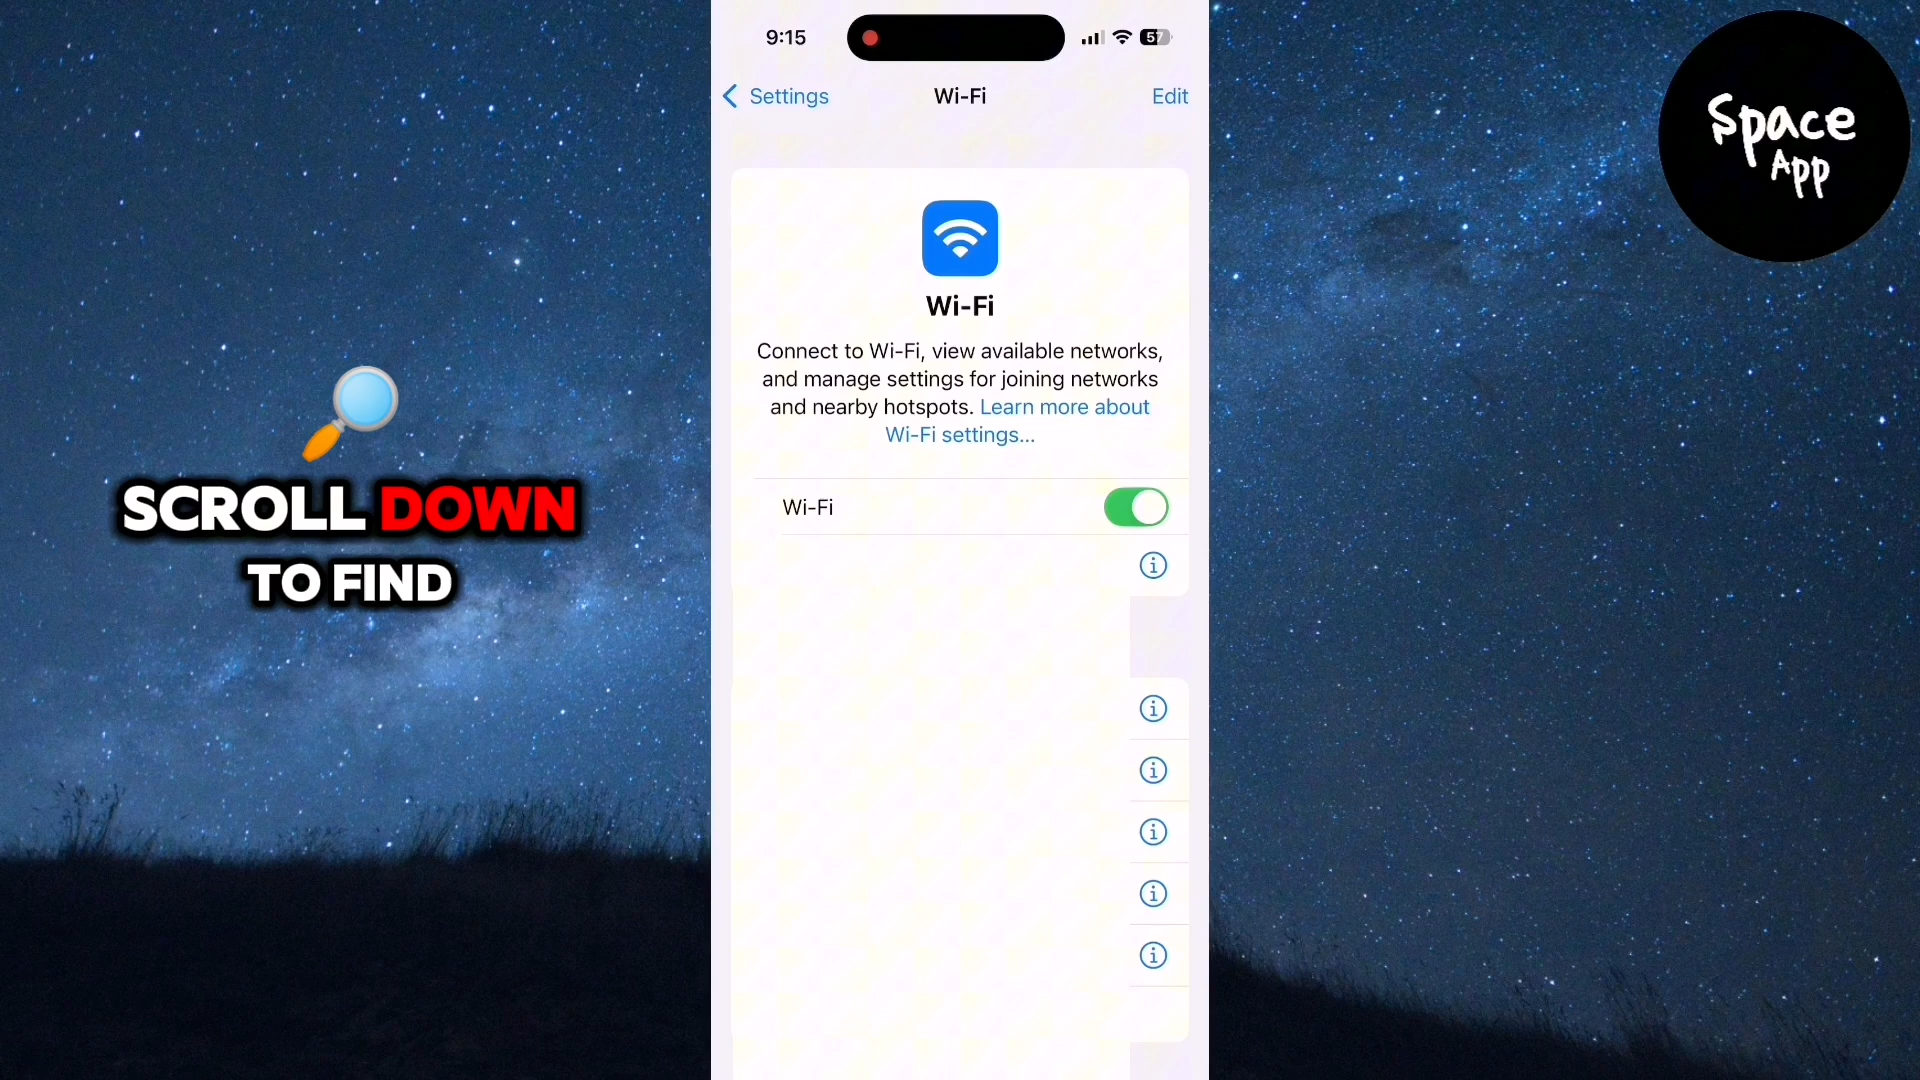 9:15
57
Settings
Wi-Fi
Edit
Wi-Fi
Connect to Wi-Fi, view available networks,
and manage settings for joining networks
and nearby hotspots. Learn more about
Wi-Fi settings...
Wi-Fi
SCROLL DOWN
TO FIND
Space
App